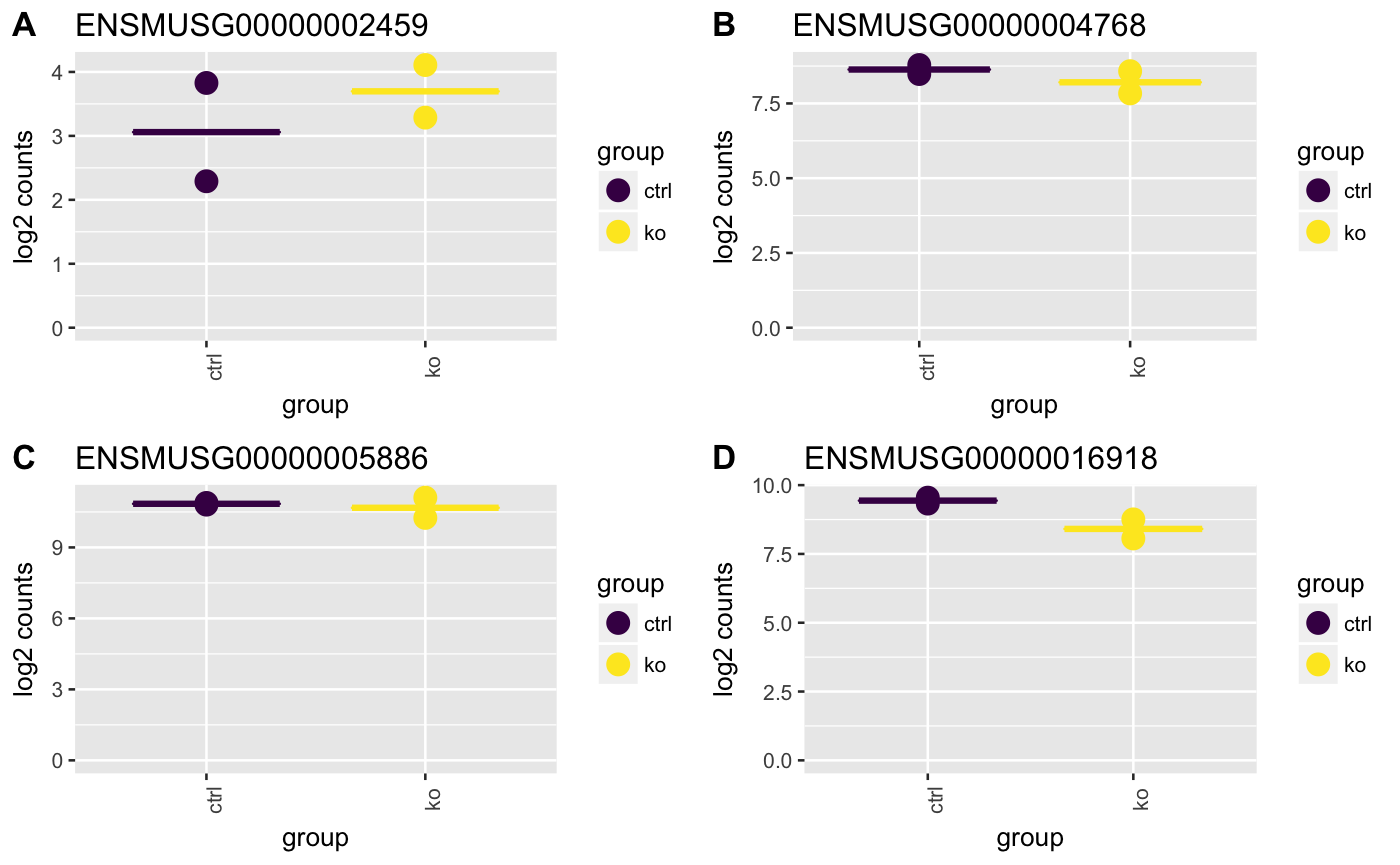 A ENSMUSG00000002459
log2 counts
4
3
2
1
0
ctrl
ko
group
group
ctrl
ko
B ENSMUSG00000004768
log2 counts
7.5
5.0
2.5
0.0
ctrl
ko
group
group
ctrl
ko
C ENSMUSG00000005886
log2 counts
9
6
3
0
ctrl
ko
group
group
ctrl
ko
D ENSMUSG00000016918
log2 counts
10.0
7.5
5.0
2.5
0.0
ctrl
ko
group
group
ctrl
ko